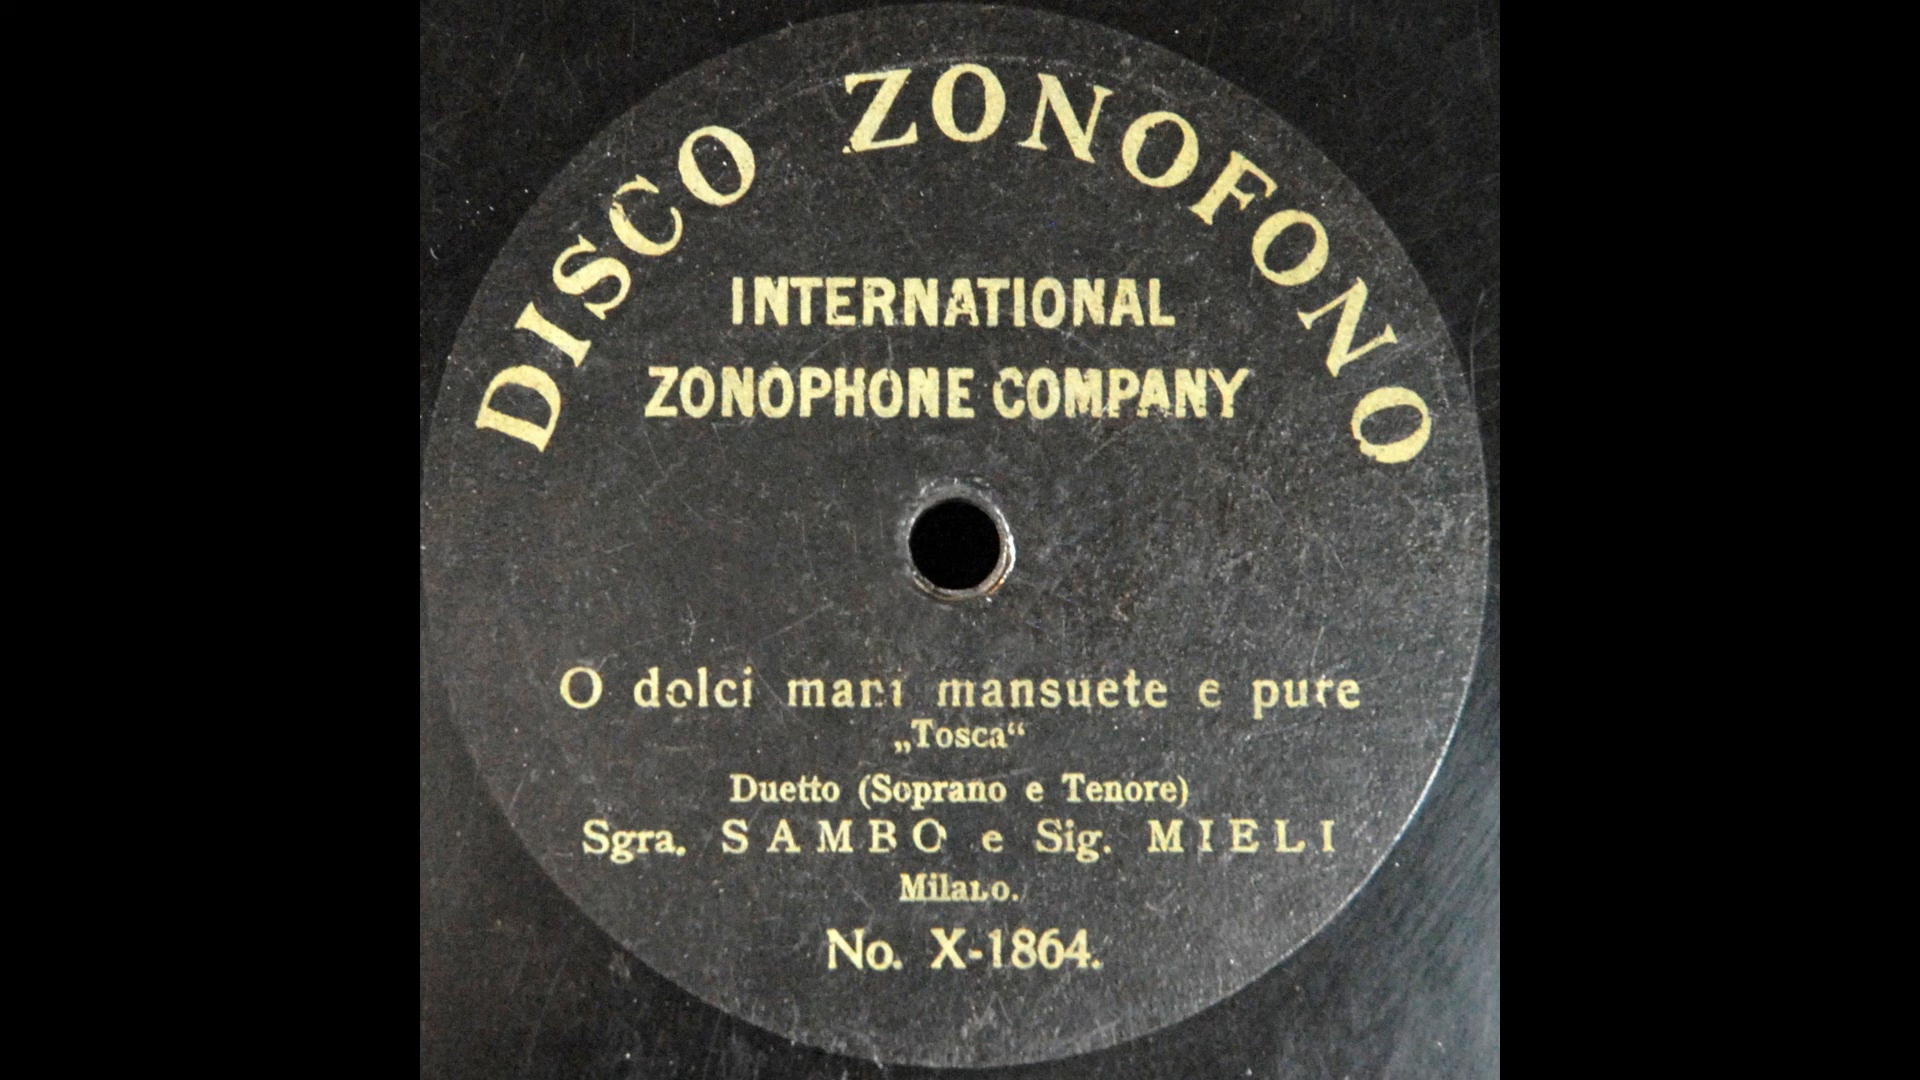 DISCO ZONOFONO
INTERNATIONAL
ZONOPHONE COMPANY
O dolci mani mansuete e pure
„Tosca“
Duetto (Soprano e Tenore)
Sgra. SAMBO e Sig. MIELI
Milano.
No. X-1864.